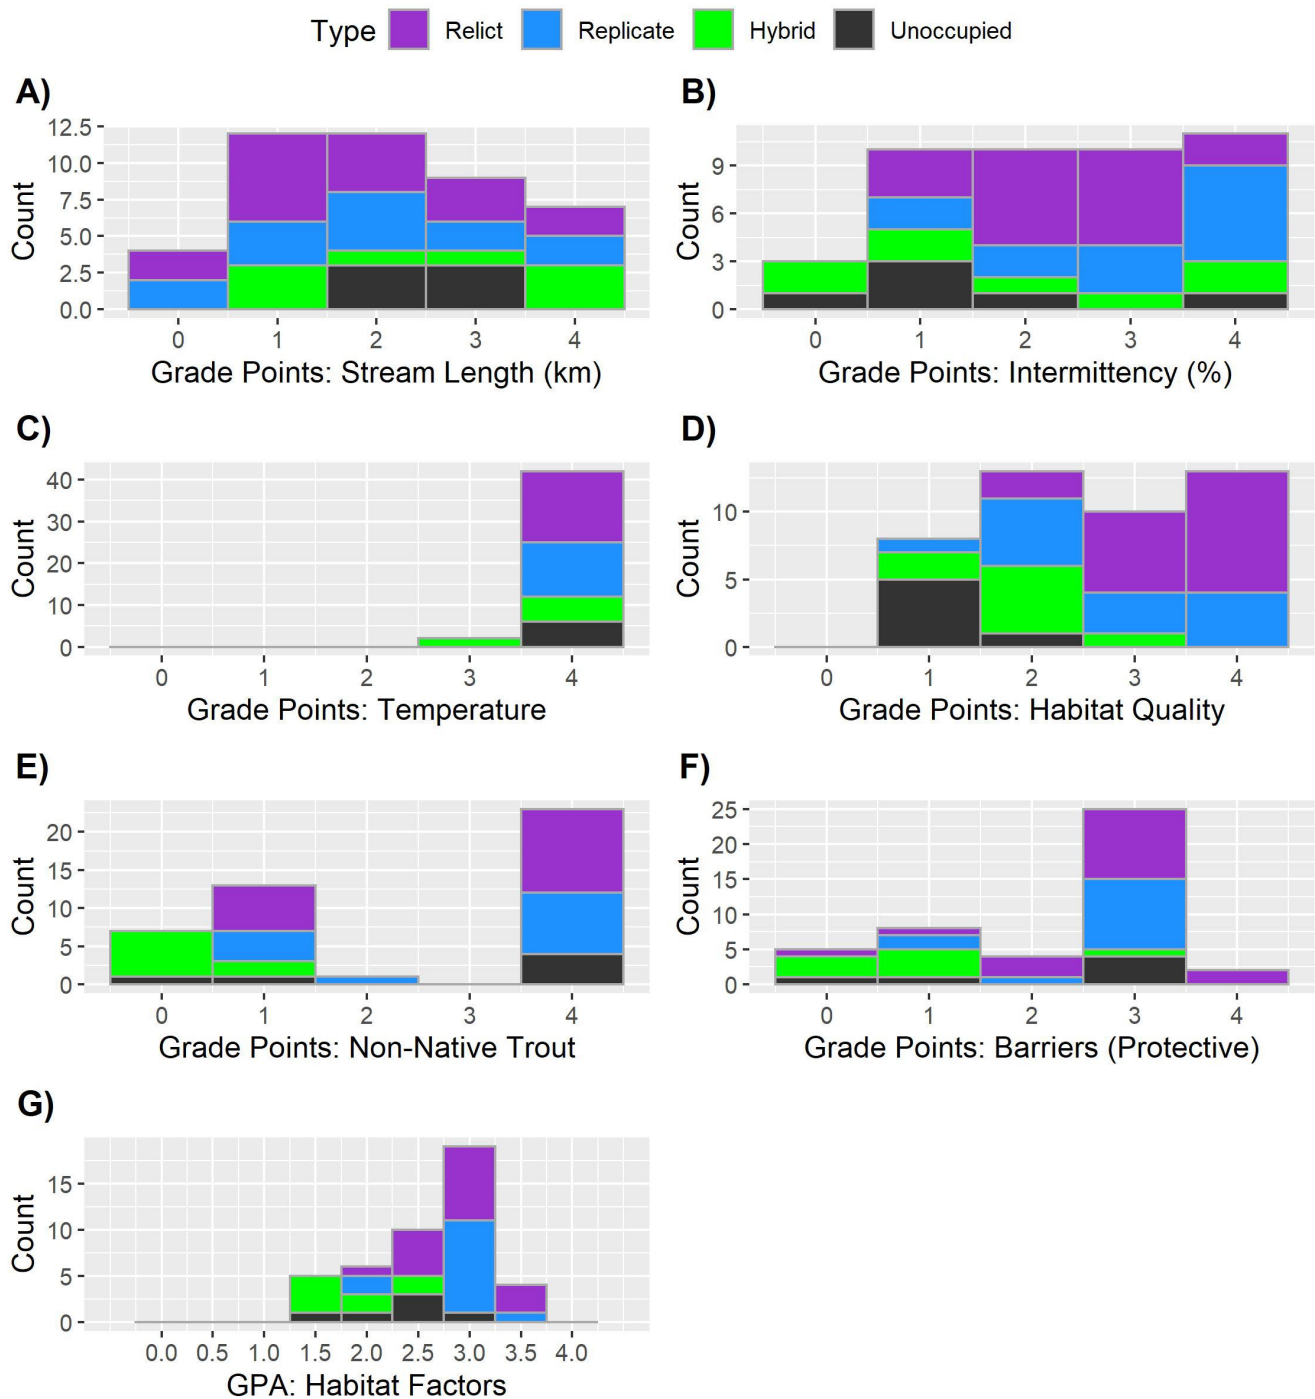 Type Relict Replicate Hybrid Unoccupied
A)
12.5
10.0
7.5
5.0
2.5
0.0
Count
0 1 2 3 4
Grade Points: Stream Length (km)
B)
9
6
3
0
Count
0 1 2 3 4
Grade Points: Intermittency (%)
C)
40
30
20
10
0
Count
0 1 2 3 4
Grade Points: Temperature
D)
10
5
0
Count
0 1 2 3 4
Grade Points: Habitat Quality
E)
20
15
10
5
0
Count
0 1 2 3 4
Grade Points: Non-Native Trout
F)
25
20
15
10
5
0
Count
0 1 2 3 4
Grade Points: Barriers (Protective)
G)
15
10
5
0
Count
0.0 0.5 1.0 1.5 2.0 2.5 3.0 3.5 4.0
GPA: Habitat Factors